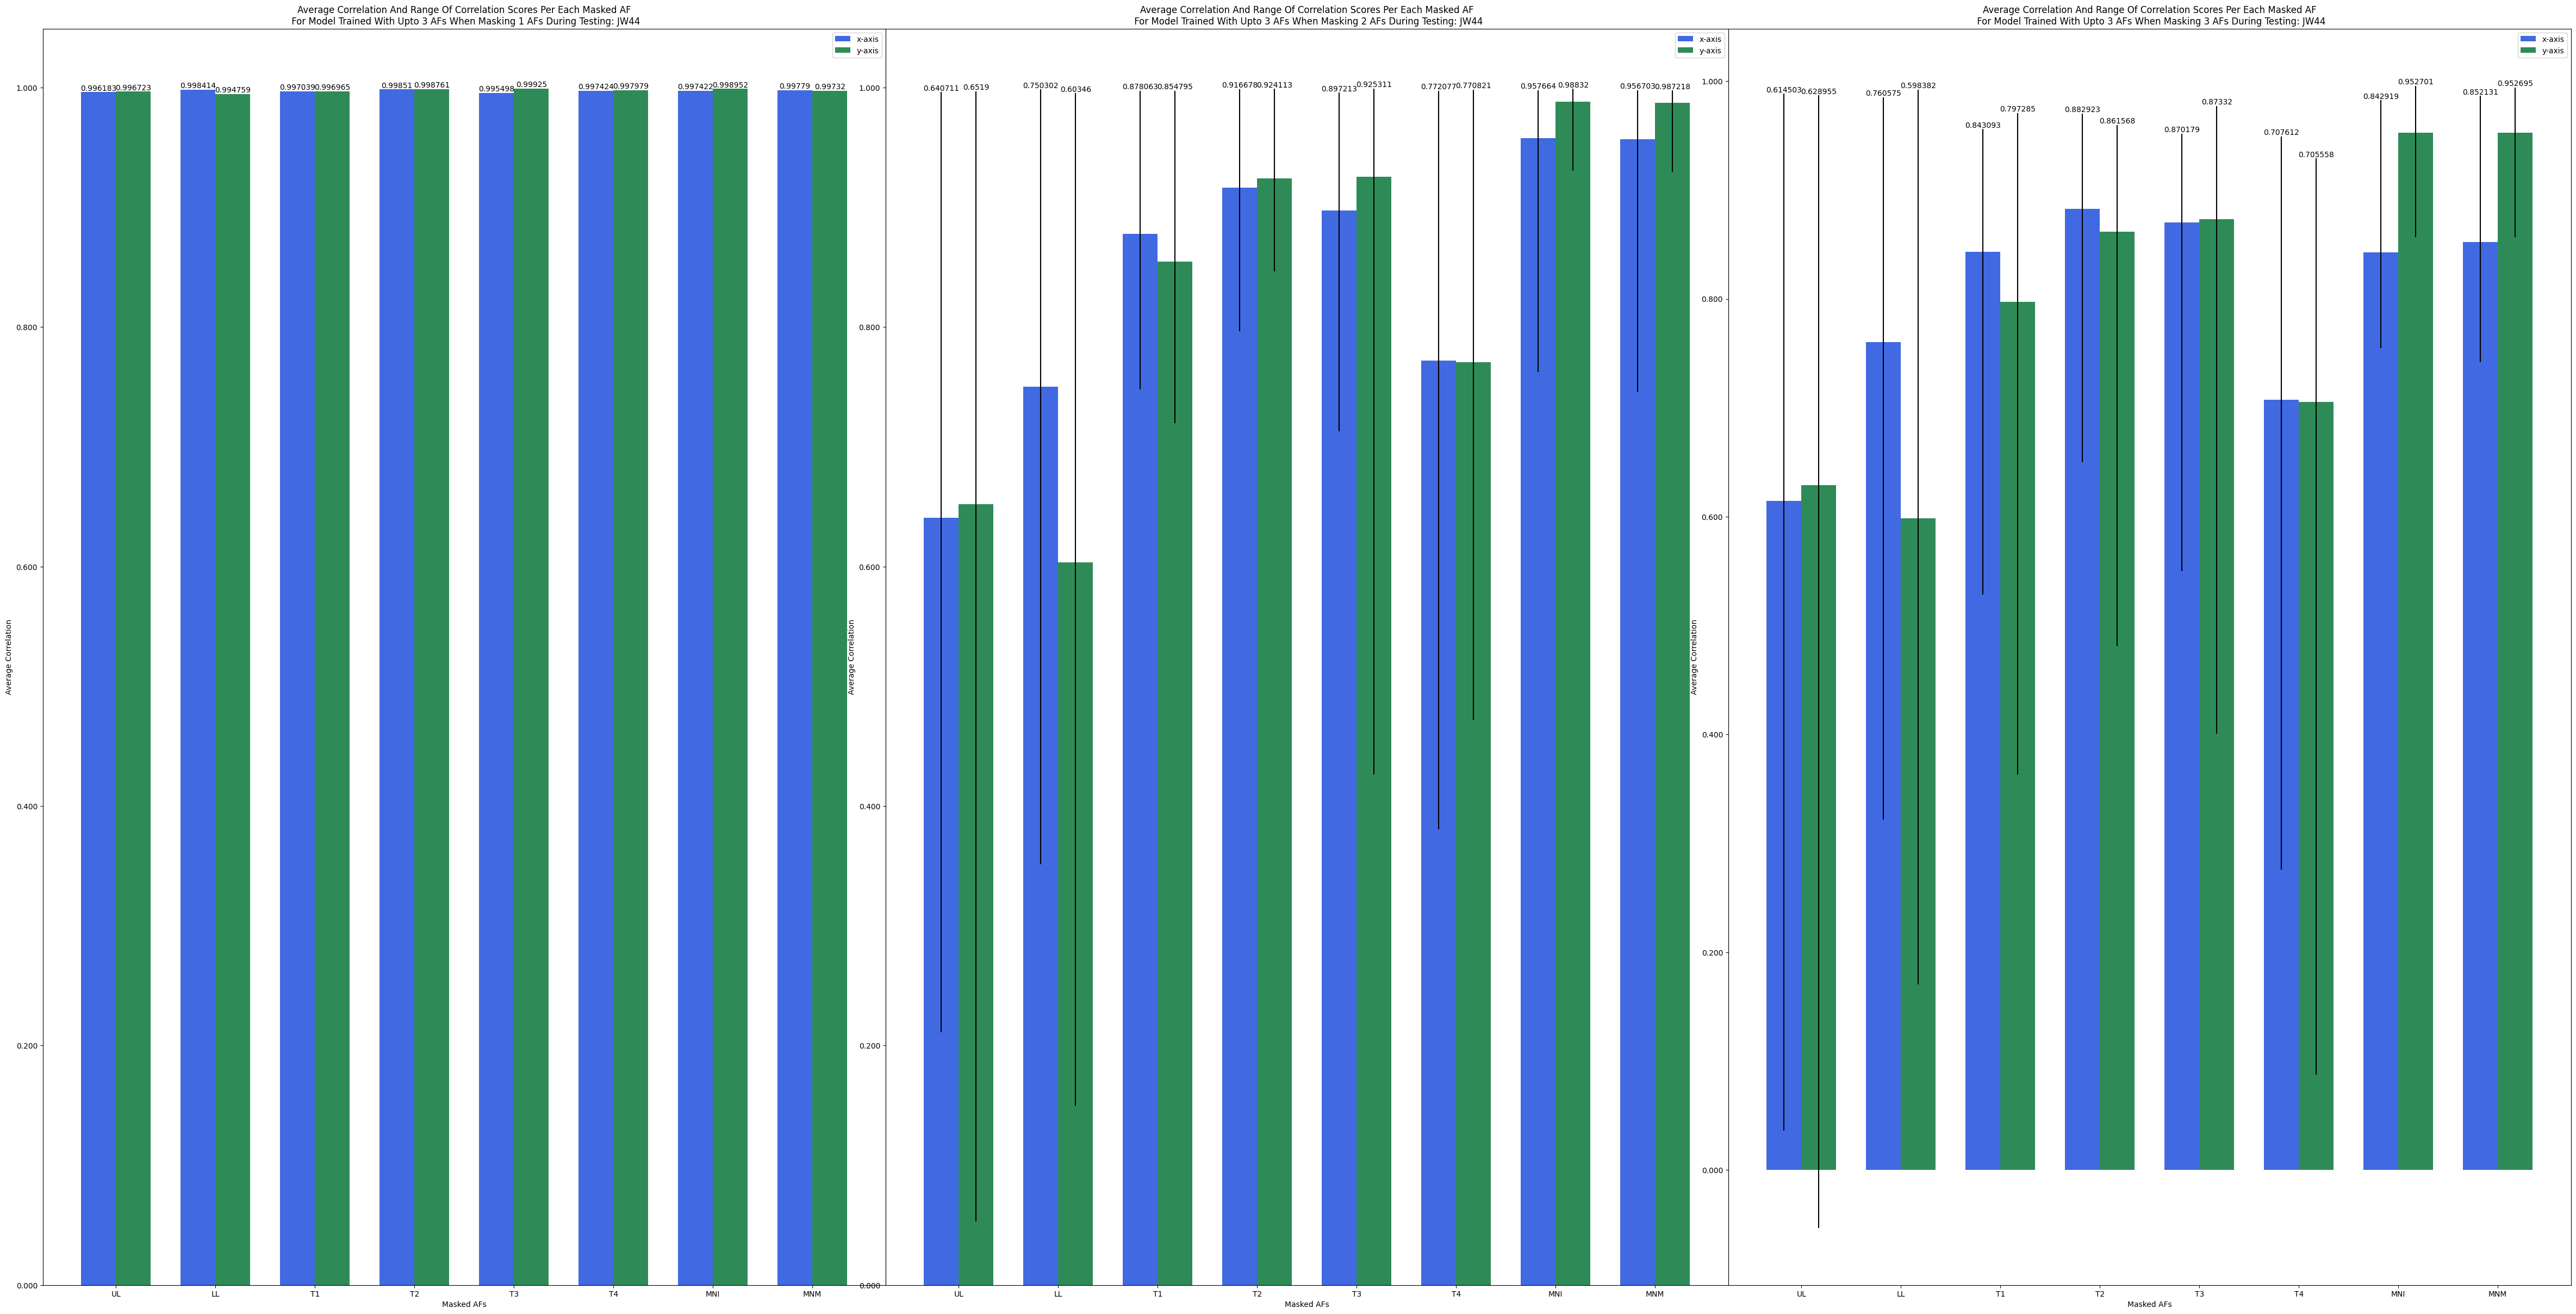 Average Correlation And Range Of Correlation Scores Per Each Masked AF
For Model Trained With Upto 3 AFs When Masking 1 AFs During Testing: JW44
x-axis
y-axis
0.996183 0.996723 0.998414 0.994759 0.997039 0.996965 0.99851 0.998761 0.995498 0.99925 0.997424 0.997979 0.997422 0.998952 0.99779 0.99732
1.000
0.800
0.600
0.400
0.200
0.000
Average Correlation
UL LL T1 T2 T3 T4 MNI MNM
Masked AFs
Average Correlation And Range Of Correlation Scores Per Each Masked AF
For Model Trained With Upto 3 AFs When Masking 2 AFs During Testing: JW44
x-axis
y-axis
0.640711 0.6519 0.750302 0.60346 0.878063 0.854795 0.916678 0.924113 0.897213 0.925311 0.772077 0.770821 0.957664 0.98832 0.956703 0.987218
1.000
0.800
0.600
0.400
0.200
0.000
Average Correlation
UL LL T1 T2 T3 T4 MNI MNM
Masked AFs
Average Correlation And Range Of Correlation Scores Per Each Masked AF
For Model Trained With Upto 3 AFs When Masking 3 AFs During Testing: JW44
x-axis
y-axis
0.614503 0.628955 0.760575 0.598382 0.843093 0.797285 0.882923 0.861568 0.870179 0.87332 0.707612 0.705558 0.842919 0.952701 0.852131 0.952695
1.000
0.800
0.600
0.400
0.200
0.000
Average Correlation
UL LL T1 T2 T3 T4 MNI MNM
Masked AFs